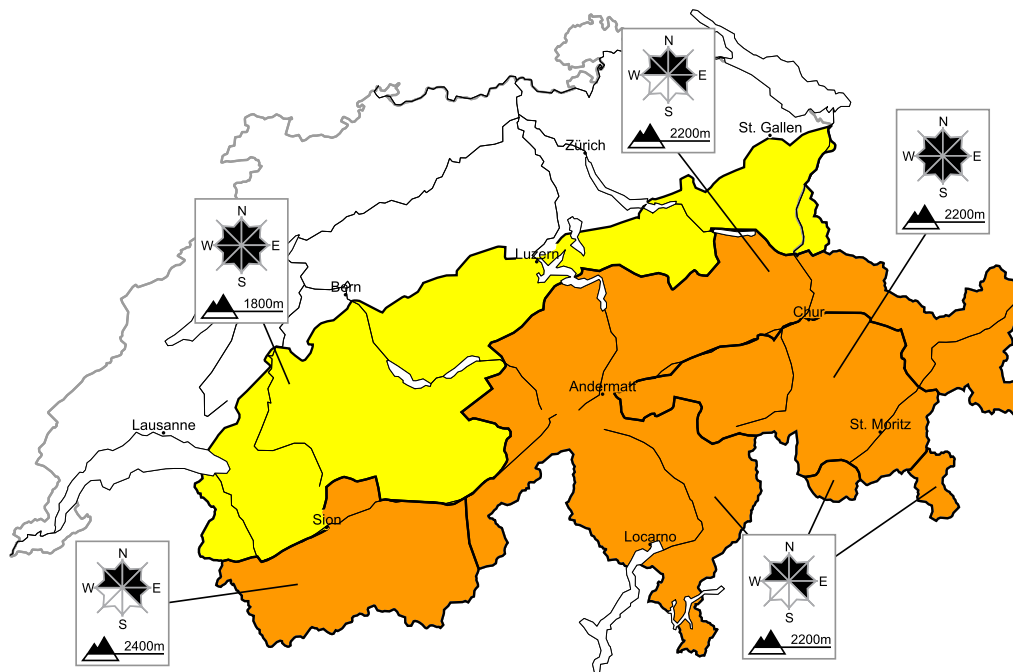 N
W E
S
2200m
St. Gallen
Zürich
N
W E
S
2200m
N
W E
S
1800m
Luzern
Bern
Chur
Andermatt
Lausanne
St. Moritz
Sion
Locarno
N
W E
S
2400m
N
W E
S
2200m